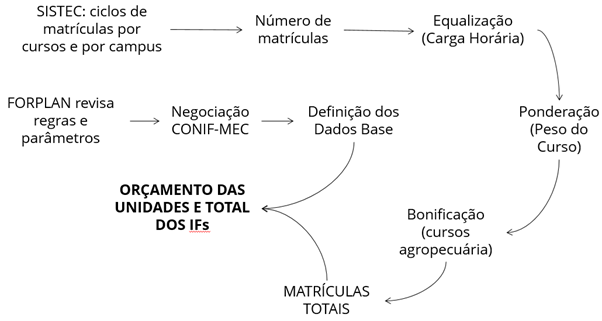 SISTEC: ciclos de
matrículas por
cursos e por campus
Número de
matrículas
Equalização
(Carga Horária)
FORPLAN revisa
regras e
parâmetros
Negociação
CONIF-MEC
Definição dos
Dados Base
Ponderação
(Peso do
Curso)
ORÇAMENTO DAS
UNIDADES E TOTAL
DOS IFs
Bonificação
(cursos
agropecuária)
MATRÍCULAS
TOTAIS